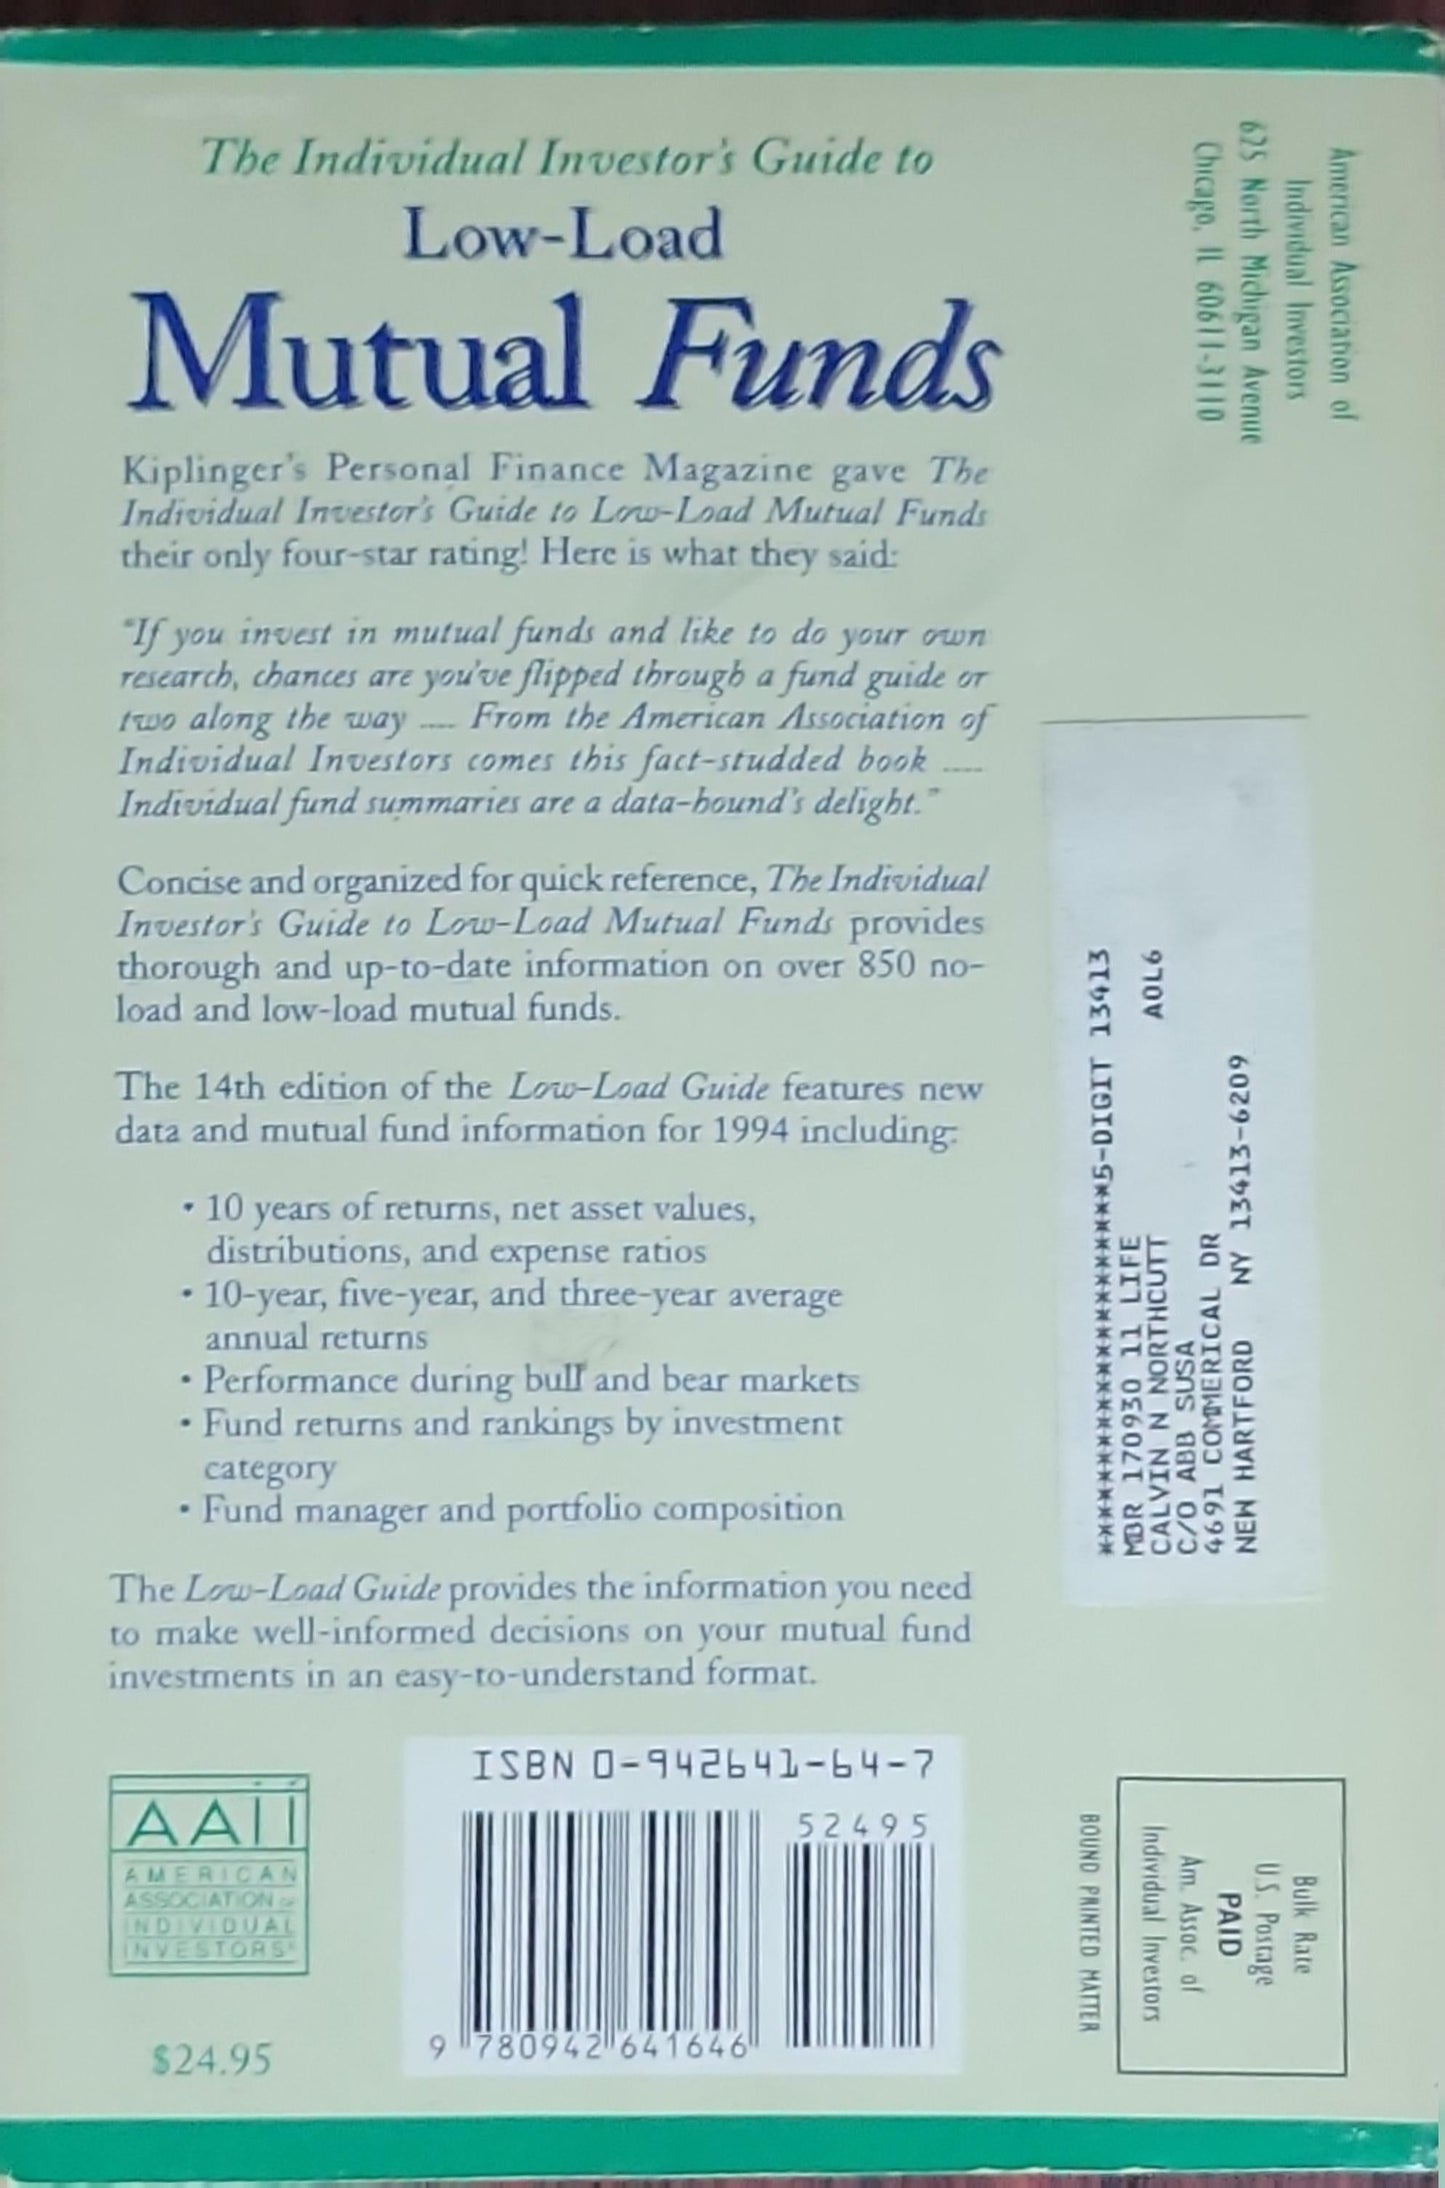 The Individual Investor's Guide to
Low-Load
Mutual Funds
Kiplinger's Personal Finance Magazine gave The
Individual Investor's Guide to Low-Load Mutual Funds
their only four-star rating! Here is what they said:
"If you invest in mutual funds and like to do your own
research, chances are you've flipped through a fund guide or
two along the way .... From the American Association of
Individual Investors comes this fact-studded book ....
Individual fund summaries are a data-hound's delight."
Concise and organized for quick reference, The Individual
Investor's Guide to Low-Load Mutual Funds provides
thorough and up-to-date information on over 850 no-
load and low-load mutual funds.
The 14th edition of the Low-Load Guide features new
data and mutual fund information for 1994 including:
• 10 years of returns, net asset values,
distributions, and expense ratios
• 10-year, five-year, and three-year average
annual returns
• Performance during bull and bear markets
• Fund returns and rankings by investment
category
• Fund manager and portfolio composition
The Low-Load Guide provides the information you need
to make well-informed decisions on your mutual fund
investments in an easy-to-understand format.
AAII
AMERICAN
ASSOCIATION OF
INDIVIDUAL
INVESTORS®
$24.95
ISBN 0-942641-64-7
52495
9 780942 641646
American Association of
Individual Investors
625 North Michigan Avenue
Chicago, IL 60611-3110
**********************5-DIGIT 13413
MBR 170930 11 LIFE AOL6
CALVIN N NORTHCUTT
C/O ABB SUSA
4691 COMMERICAL DR
NEW HARTFORD NY 13413-6209
Bulk Rate
U.S. Postage
PAID
Am. Assoc. of
Individual Investors
BOUND PRINTED MATTER